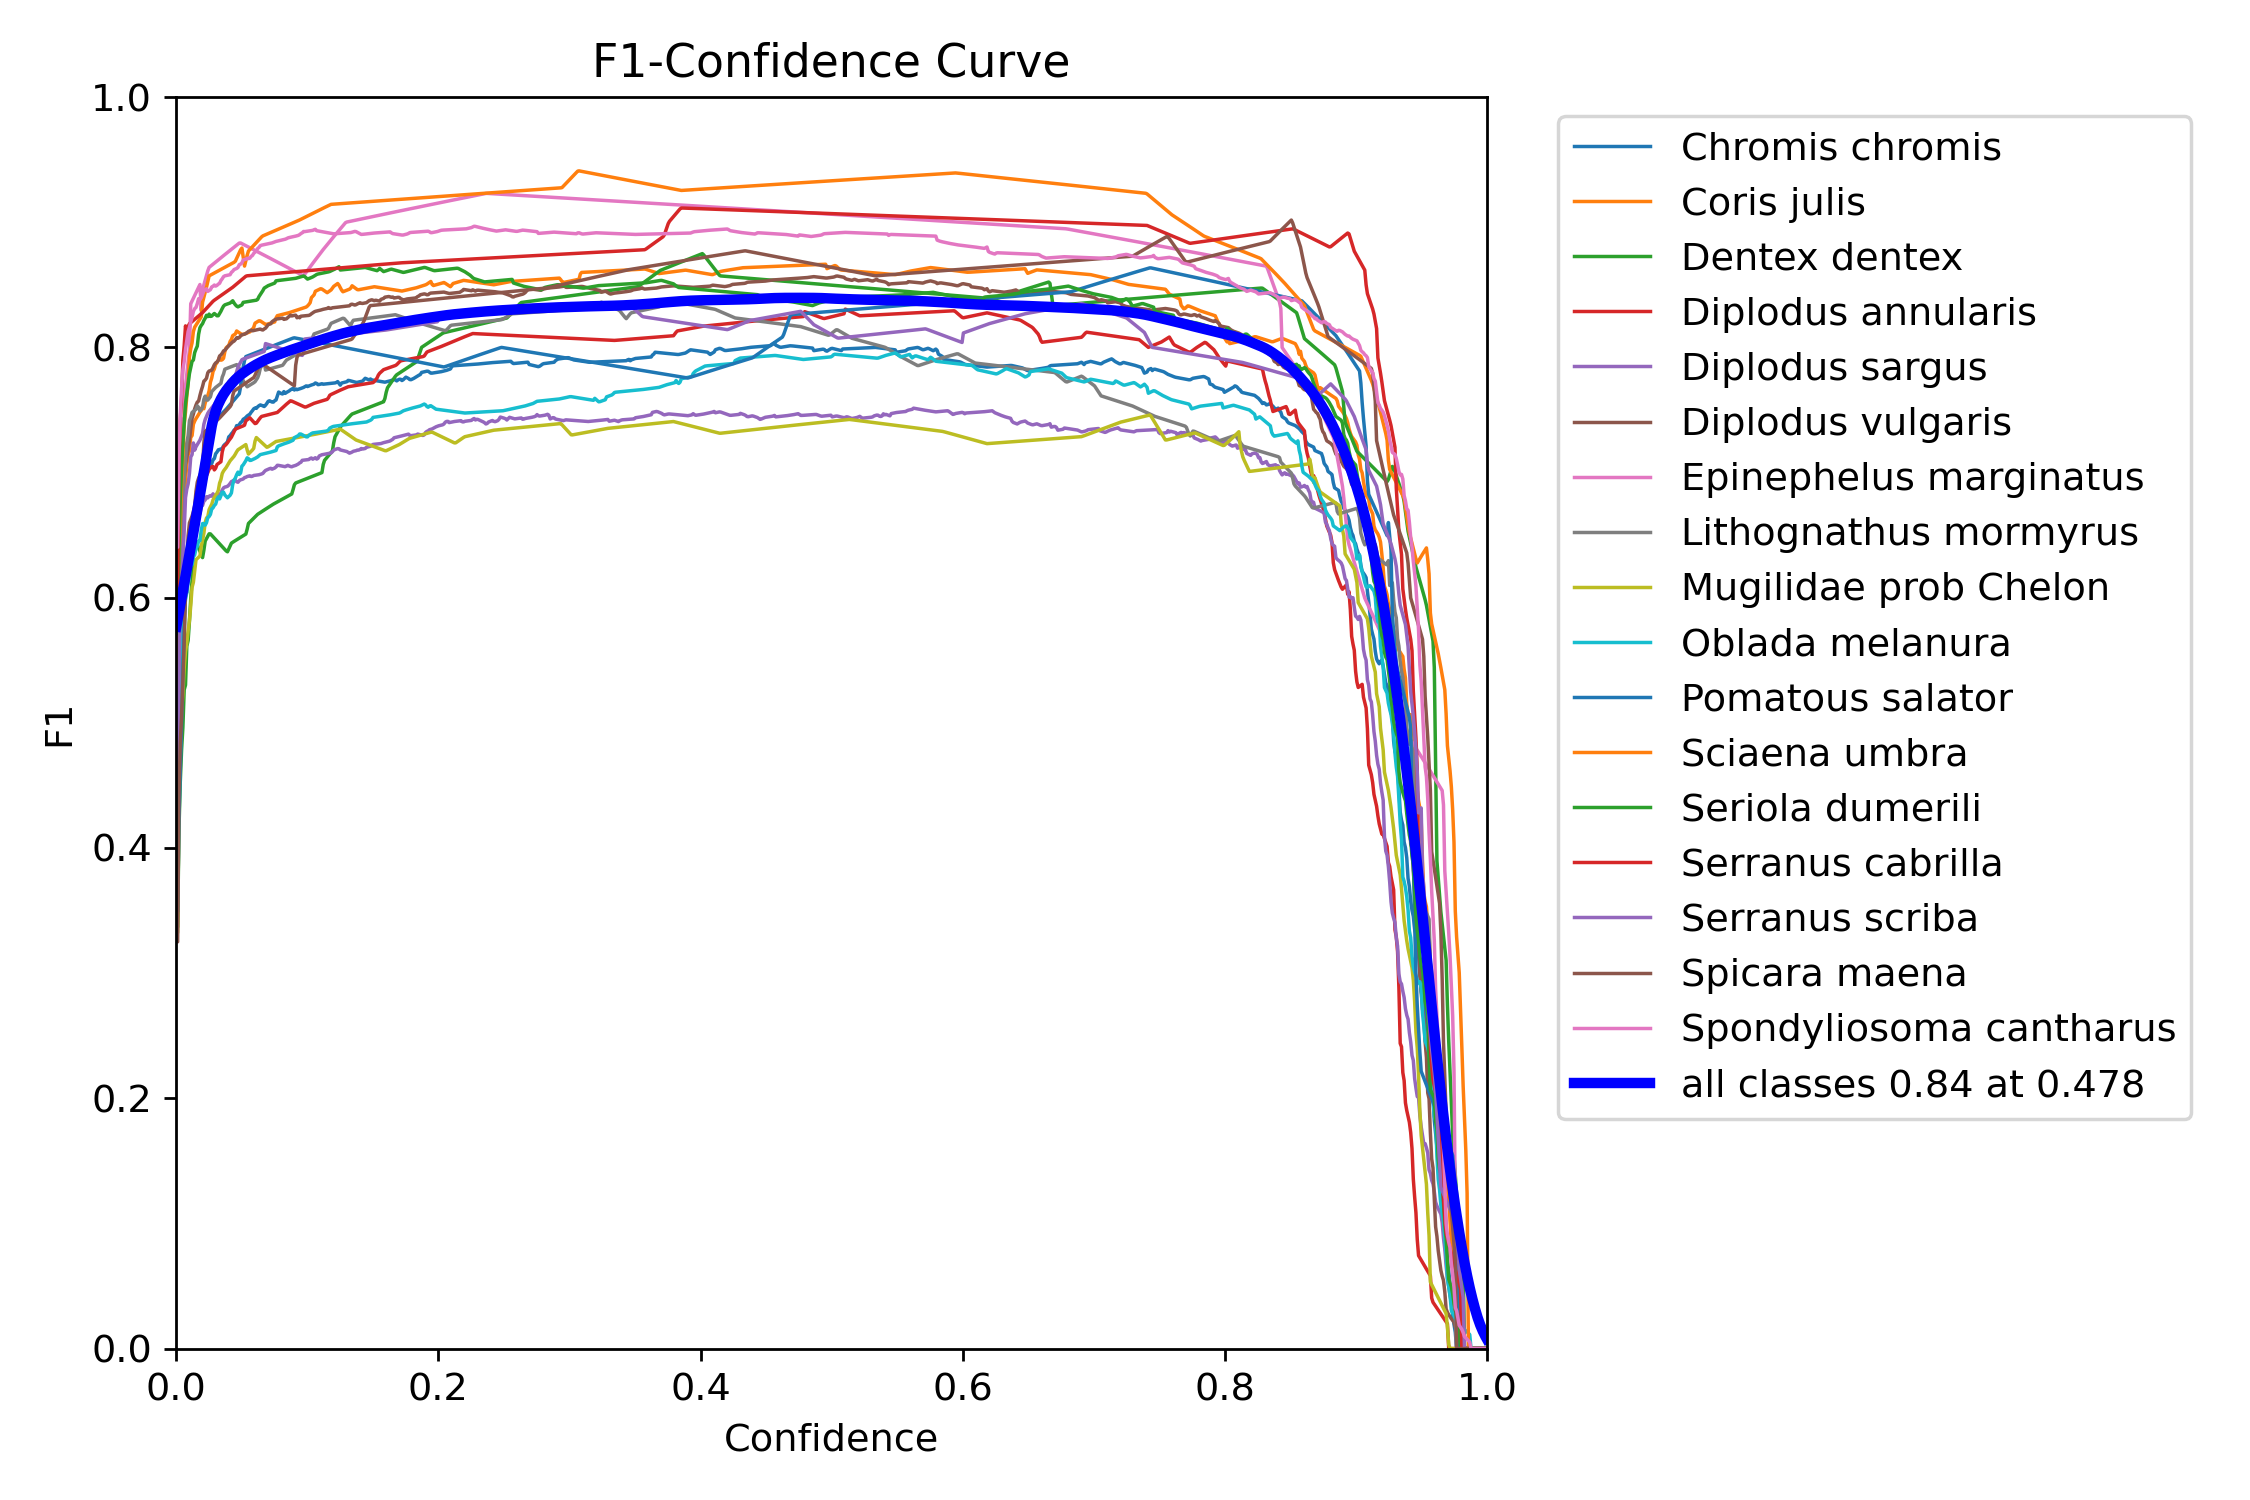 F1-Confidence Curve
1.0
0.8
0.6
0.4
0.2
0.0
F1
0.0 0.2 0.4 0.6 0.8 1.0
Confidence
Chromis chromis
Coris julis
Dentex dentex
Diplodus annularis
Diplodus sargus
Diplodus vulgaris
Epinephelus marginatus
Lithognathus mormyrus
Mugilidae prob Chelon
Oblada melanura
Pomatous salator
Sciaena umbra
Seriola dumerili
Serranus cabrilla
Serranus scriba
Spicara maena
Spondyliosoma cantharus
all classes 0.84 at 0.478